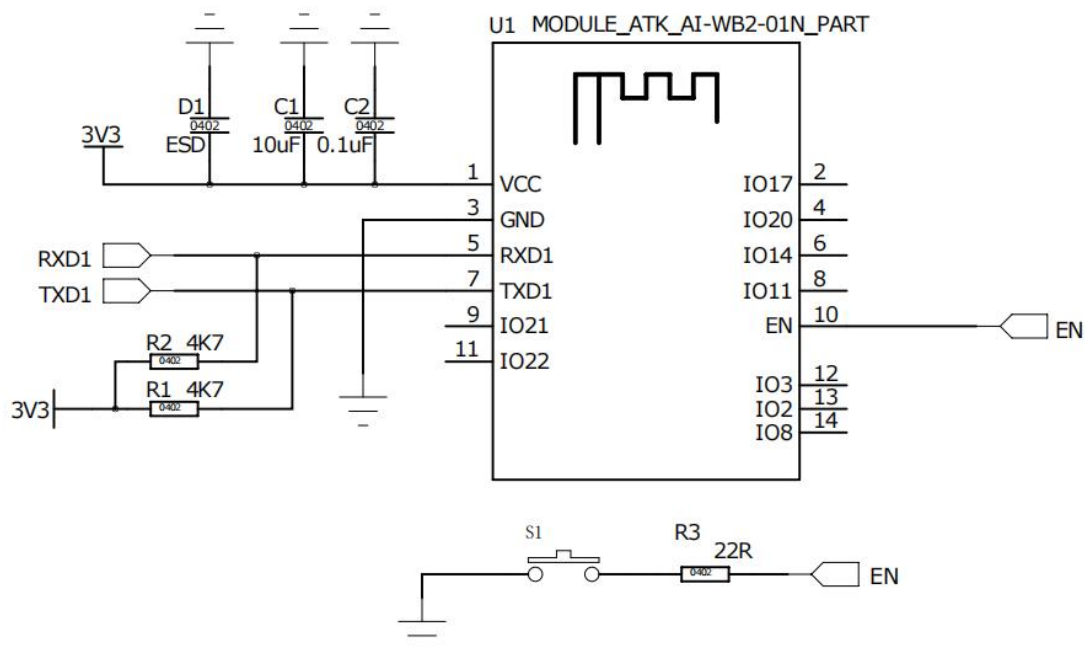 U1 MODULE_ATK_AI-WB2-01N_PART
D1 C1 C2
0402 0402 0402
3V3 ESD 10uF 0.1uF
1 VCC IO17 2
3 GND IO20 4
RXD1 5 RXD1 IO14 6
TXD1 7 TXD1 IO11 8
9 IO21 EN 10 EN
R2 4K7
0402
11 IO22
IO3 12
R1 4K7
3V3 0402
IO2 13
IO8 14
S1 R3
22R
0402 EN